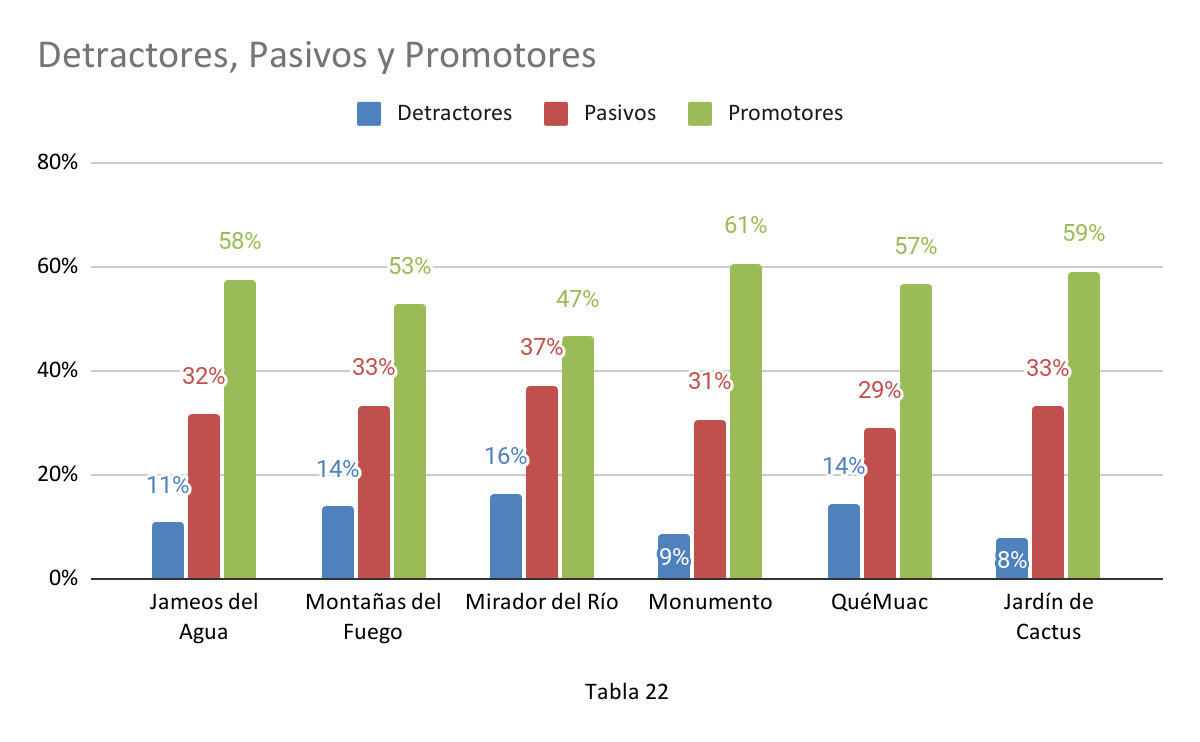 Detractores, Pasivos y Promotores
Detractores Pasivos Promotores
80%
60%
40%
20%
0%
11% 32% 58%
14% 33% 53%
16% 37% 47%
9% 31% 61%
14% 29% 57%
8% 33% 59%
Jameos del Agua
Montañas del Fuego
Mirador del Río
Monumento
QuéMuac
Jardín de Cactus
Tabla 22